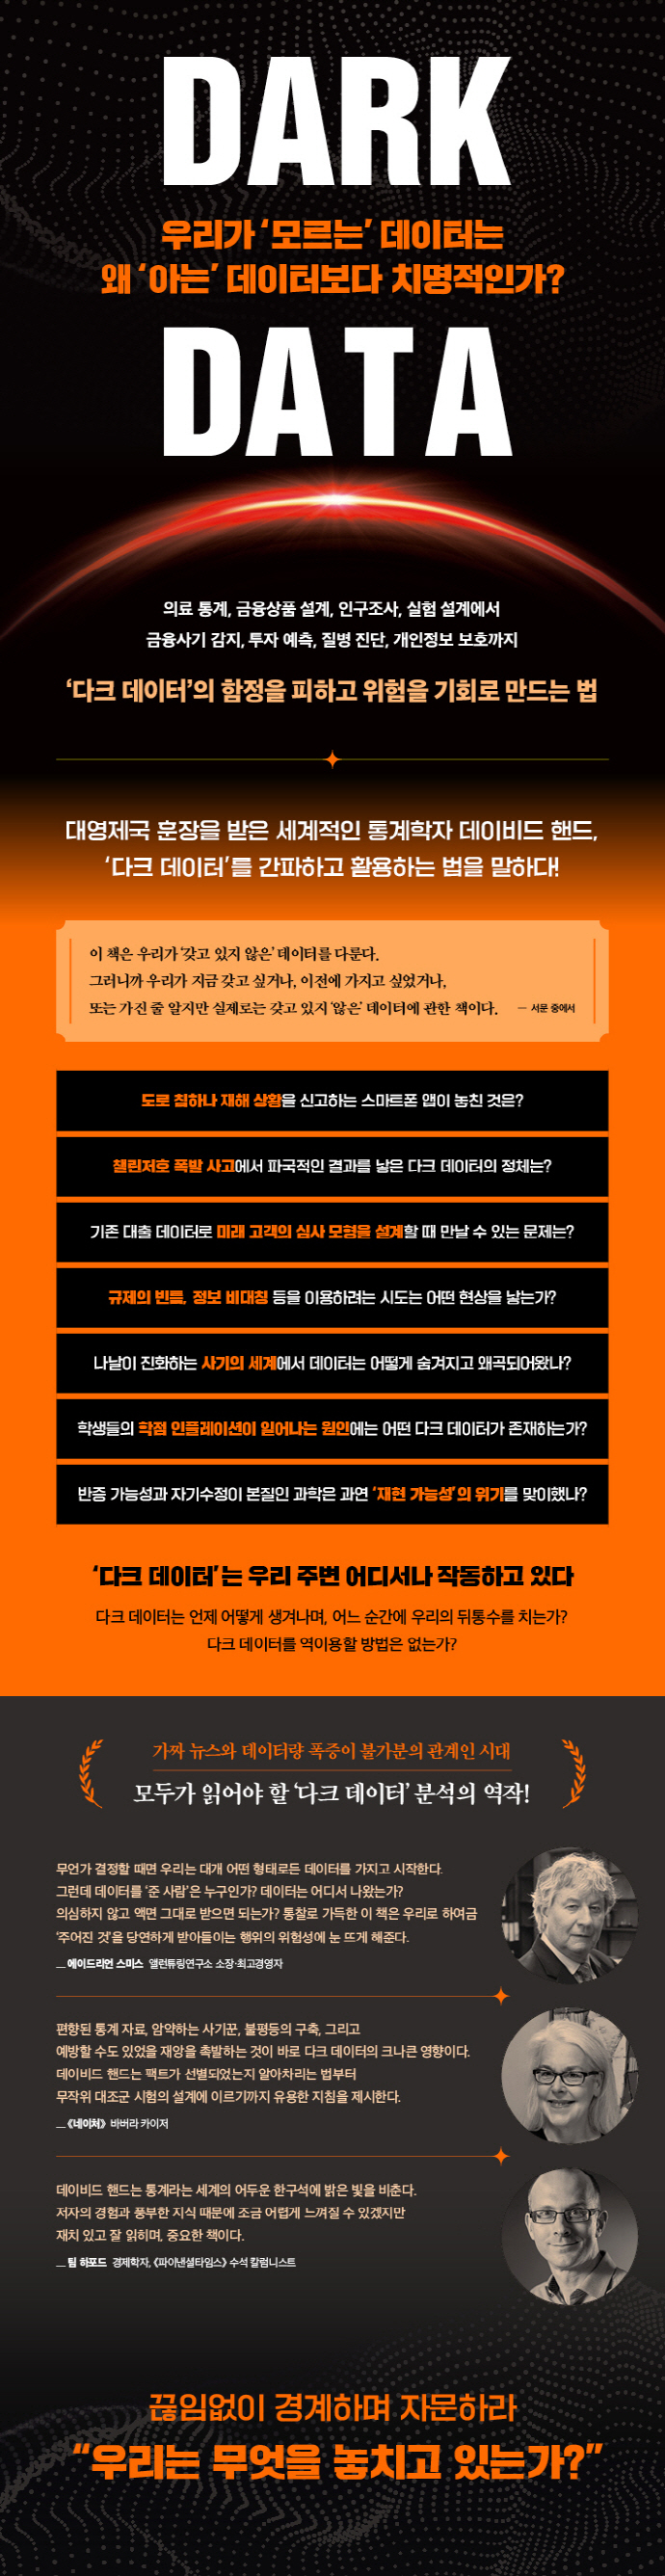 DARK
우리가 ‘모르는’ 데이터는
왜 ‘아는’ 데이터보다 치명적인가?
DATA
의료 통계, 금융상품 설계, 인구조사, 실험 설계에서
금융사기 감지, 투자 예측, 질병 진단, 개인정보 보호까지
‘다크 데이터’의 함정을 피하고 위험을 기회로 만드는 법
대영제국 훈장을 받은 세계적인 통계학자 데이비드 핸드,
‘다크 데이터’를 간파하고 활용하는 법을 말하다!
이 책은 우리가 ‘갖고 있지 않은’ 데이터를 다룬다.
그러니까 우리가 지금 갖고 싶거나, 이전에 가지고 싶었거나,
또는 가진 줄 알지만 실제로는 갖고 있지 ‘않은’ 데이터에 관한 책이다. — 서문 중에서
도로 침하나 재해 상황을 신고하는 스마트폰 앱이 놓친 것은?
챌린저호 폭발 사고에서 파국적인 결과를 낳은 다크 데이터의 정체는?
기존 대출 데이터로 미래 고객의 심사 모형을 설계할 때 만날 수 있는 문제는?
규제의 빈틈, 정보 비대칭 등을 이용하려는 시도는 어떤 현상을 낳는가?
나날이 진화하는 사기의 세계에서 데이터는 어떻게 숨겨지고 왜곡되어왔나?
학생들의 학점 인플레이션이 일어나는 원인에는 어떤 다크 데이터가 존재하는가?
반증 가능성과 자기수정이 본질인 과학은 과연 ‘재현 가능성’의 위기를 맞이했나?
‘다크 데이터’는 우리 주변 어디서나 작동하고 있다
다크 데이터는 언제 어떻게 생겨나며, 어느 순간에 우리의 뒤통수를 치는가?
다크 데이터를 역이용할 방법은 없는가?
가짜 뉴스와 데이터량 폭증이 불가분의 관계인 시대
모두가 읽어야 할 ‘다크 데이터’ 분석의 역작!
무언가 결정할 때면 우리는 대개 어떤 형태로든 데이터를 가지고 시작한다.
그런데 데이터를 ‘준 사람’은 누구인가? 데이터는 어디서 나왔는가?
의심하지 않고 액면 그대로 받으면 되는가? 통찰로 가득한 이 책은 우리로 하여금
‘주어진 것’을 당연하게 받아들이는 행위의 위험성에 눈 뜨게 해준다.
— 에이드리언 스미스 앨런튜링연구소 소장·최고경영자
편향된 통계 자료, 암약하는 사기꾼, 불평등의 구축, 그리고
예방할 수도 있었을 재앙을 촉발하는 것이 바로 다크 데이터의 크나큰 영향이다.
데이비드 핸드는 팩트가 선별되었는지 알아차리는 법부터
무작위 대조군 시험의 설계에 이르기까지 유용한 지침을 제시한다.
— 《네이처》 바버라 카이저
데이비드 핸드는 통계라는 세계의 어두운 한구석에 밝은 빛을 비춘다.
저자의 경험과 풍부한 지식 때문에 조금 어렵게 느껴질 수 있겠지만
재치 있고 잘 읽히며, 중요한 책이다.
— 팀 하포드 경제학자, 《파이낸셜타임스》 수석 칼럼니스트
끊임없이 경계하며 자문하라
“우리는 무엇을 놓치고 있는가?”